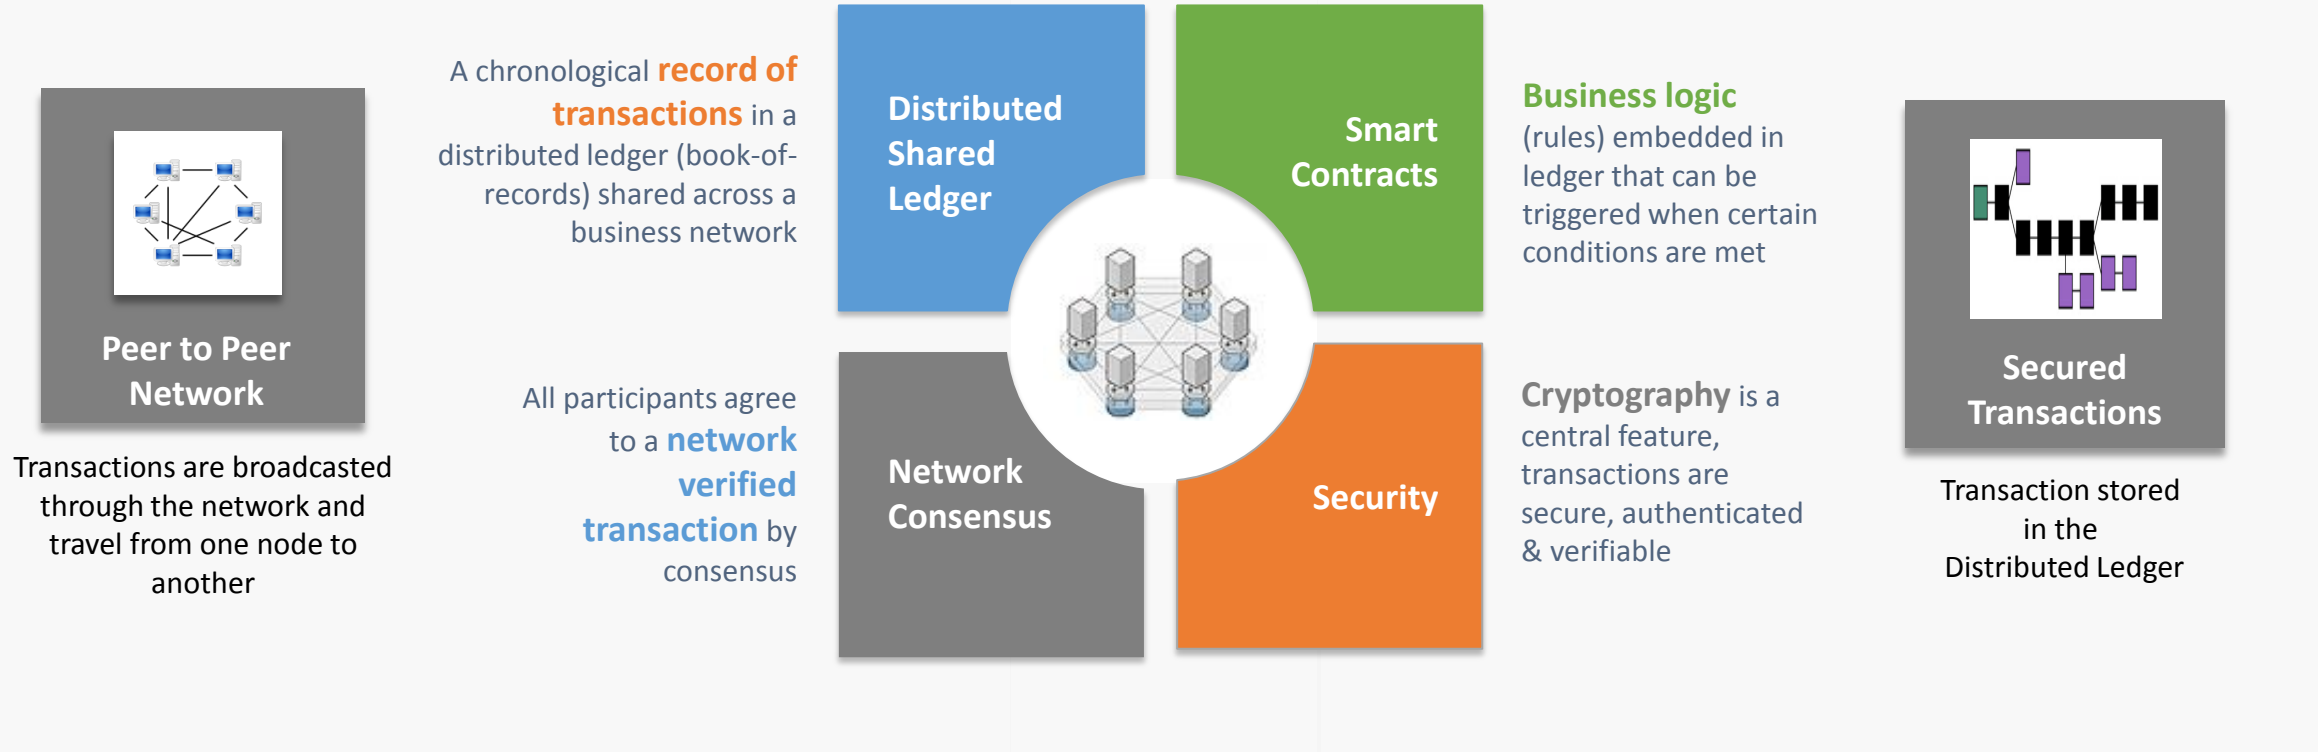 Peer to Peer
Network
Transactions are broadcasted
through the network and
travel from one node to
another
A chronological record of
transactions in a
distributed ledger (book-of-
records) shared across a
business network
All participants agree
to a network
verified
transaction by
consensus
Distributed
Shared
Ledger
Smart
Contracts
Network
Consensus
Security
Business logic
(rules) embedded in
ledger that can be
triggered when certain
conditions are met
Cryptography is a
central feature,
transactions are
secure, authenticated
& verifiable
Secured
Transactions
Transaction stored
in the
Distributed Ledger